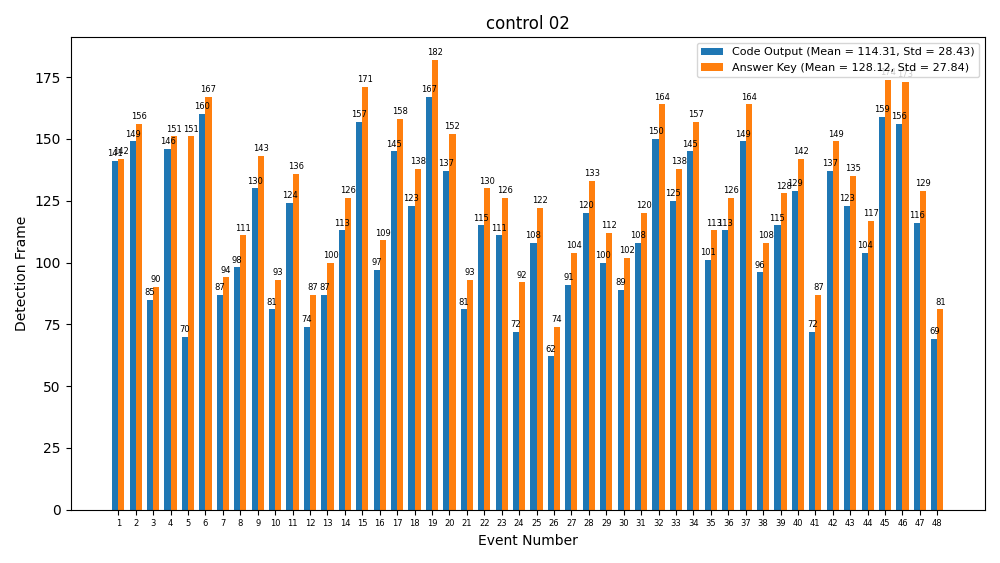 control 02
Code Output (Mean = 114.31, Std = 28.43)
Answer Key (Mean = 128.12, Std = 27.84)
Detection Frame
175
150
125
100
75
50
25
0
141 142 149 156 85 90 146 151 70 151 160 167 87 94 98 111 130 143 81 93 124 136 74 87 87 100 113 126 157 171 97 109 145 158 123 138 167 182 137 152 81 93 115 130 111 126 72 92 108 122 62 74 91 104 120 133 100 112 89 102 108 120 150 164 125 138 145 157 101 113 113 126 149 164 96 108 115 128 129 142 72 87 137 149 123 135 104 117 159 156 116 129 69 81
1 2 3 4 5 6 7 8 9 10 11 12 13 14 15 16 17 18 19 20 21 22 23 24 25 26 27 28 29 30 31 32 33 34 35 36 37 38 39 40 41 42 43 44 45 46 47 48
Event Number